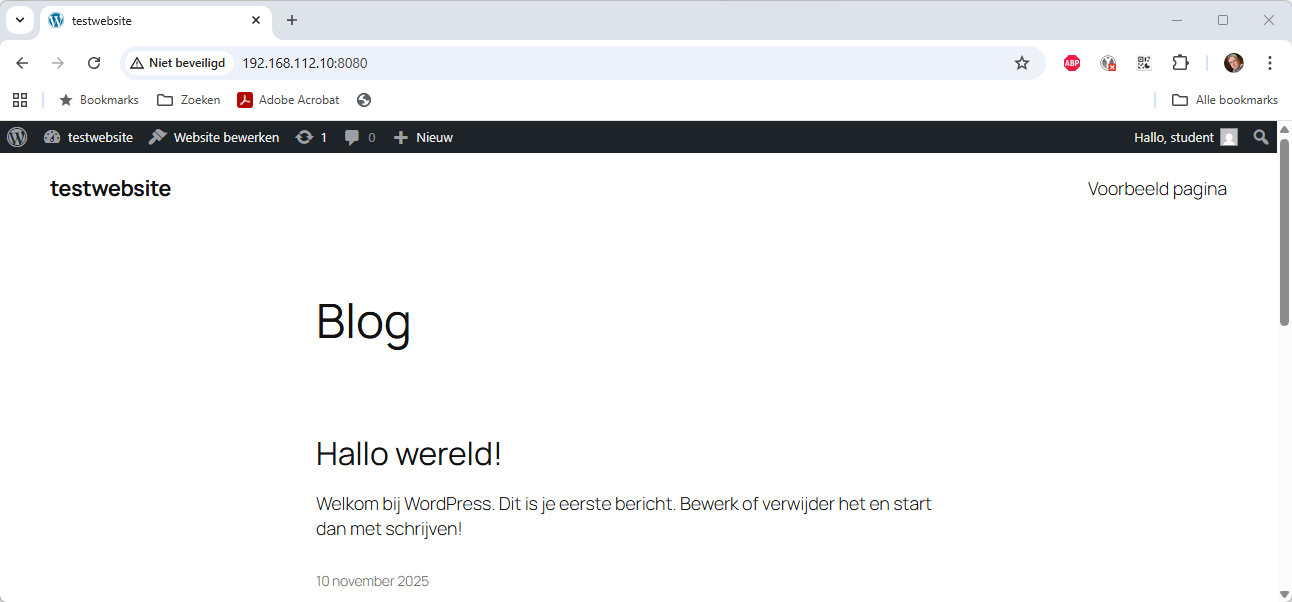 testwebsite
Niet beveiligd 192.168.112.10:8080 ABP
Bookmarks Zoeken Adobe Acrobat Alle bookmarks
testwebsite Website bewerken 1 0 Nieuw Hallo, student
testwebsite Voorbeeld pagina
Blog
Hallo wereld!
Welkom bij WordPress. Dit is je eerste bericht. Bewerk of verwijder het en start
dan met schrijven!
10 november 2025